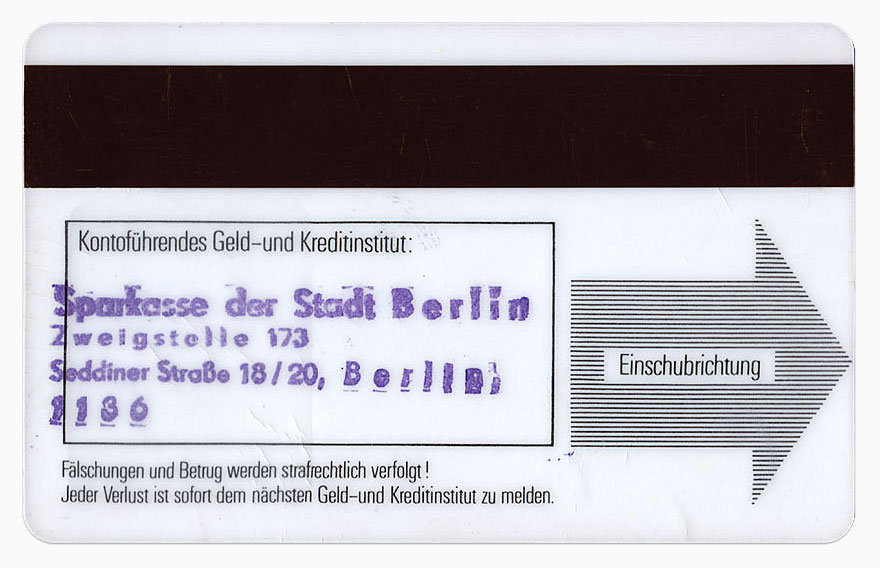 Kontoführendes Geld-und Kreditinstitut:
Sparkasse der Stadt Berlin
Zweigstelle 173
Seddiner Straße 18/20, Berlin,
1136
Einschubrichtung
Fälschungen und Betrug werden strafrechtlich verfolgt!
Jeder Verlust ist sofort dem nächsten Geld-und Kreditinstitut zu melden.